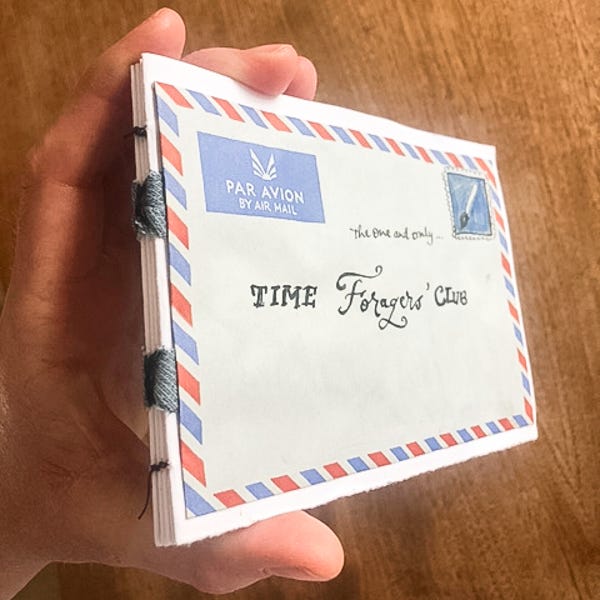 PAR AVION
BY AIR MAIL
The one and only...
TIME Foragers' CLUB